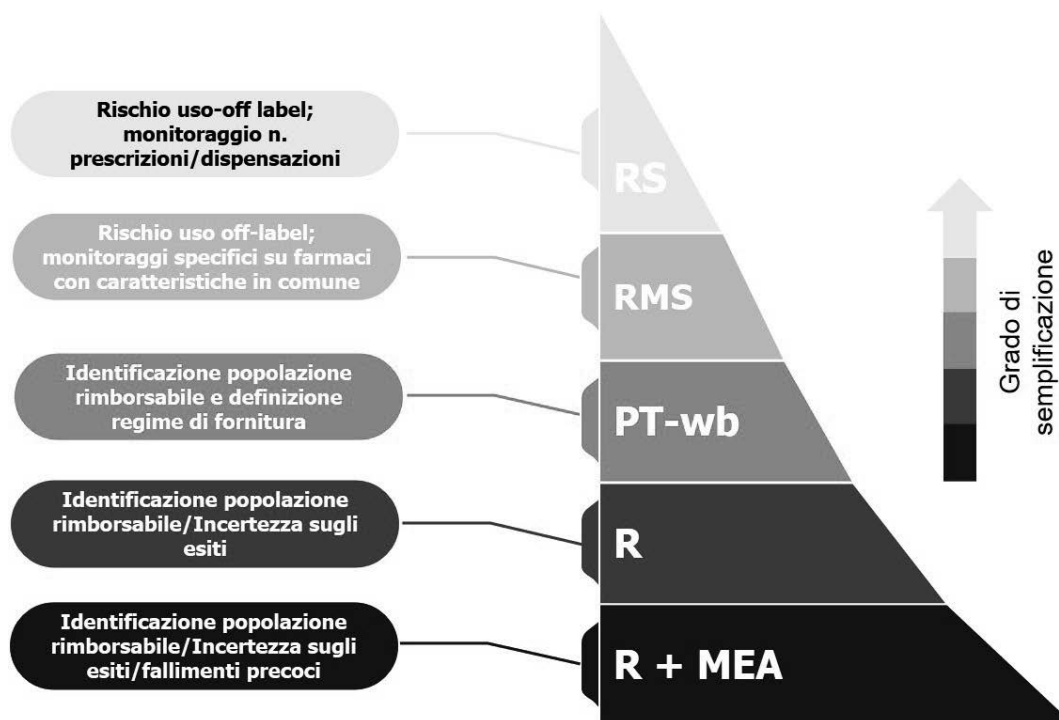 Rischio uso-off label;
monitoraggio n.
prescrizioni/dispensazioni
RS
Rischio uso off-label;
monitoraggi specifici su farmaci
con caratteristiche in comune
RMS
Identificazione popolazione
rimborsabile e definizione
regime di fornitura
PT-wb
Identificazione popolazione
rimborsabile/Incertezza sugli
esiti
R
Identificazione popolazione
rimborsabile/Incertezza sugli
esiti/fallimenti precoci
R + MEA
Grado di
semplificazione